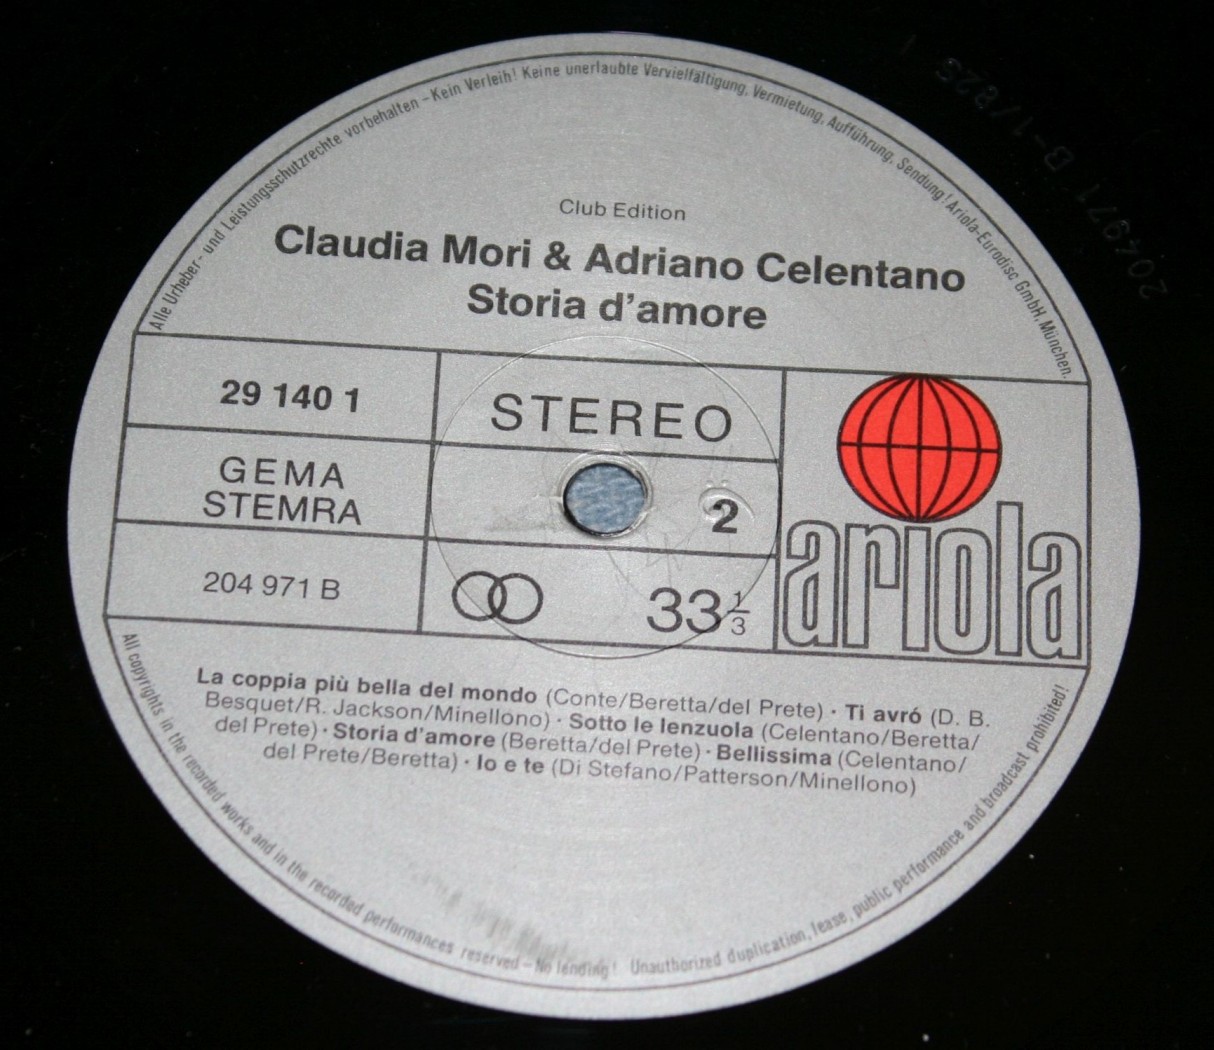 Alle Urheber- und Leistungsschutzrechte vorbehalten – Kein Verleih! Keine unerlaubte Vervielfältigung, Vermietung, Aufführung, Sendung! Ariola-Eurodisc GmbH, München.
Club Edition
Claudia Mori & Adriano Celentano
Storia d'amore
29 140 1
STEREO
GEMA
STEMRA
2
204 971 B
33 1/3
ariola
La coppia più bella del mondo (Conte/Beretta/del Prete) · Ti avró (D. B.
Besquet/R. Jackson/Minellono) · Sotto le lenzuola (Celentano/Beretta/
del Prete) · Storia d'amore (Beretta/del Prete) · Bellissima (Celentano/
del Prete/Beretta) · Io e te (Di Stefano/Patterson/Minellono)
All copyrights in the recorded works and in the recorded performances reserved – No lending! Unauthorized duplication, lease, public performance and broadcast prohibited!
204971 B-1/82S